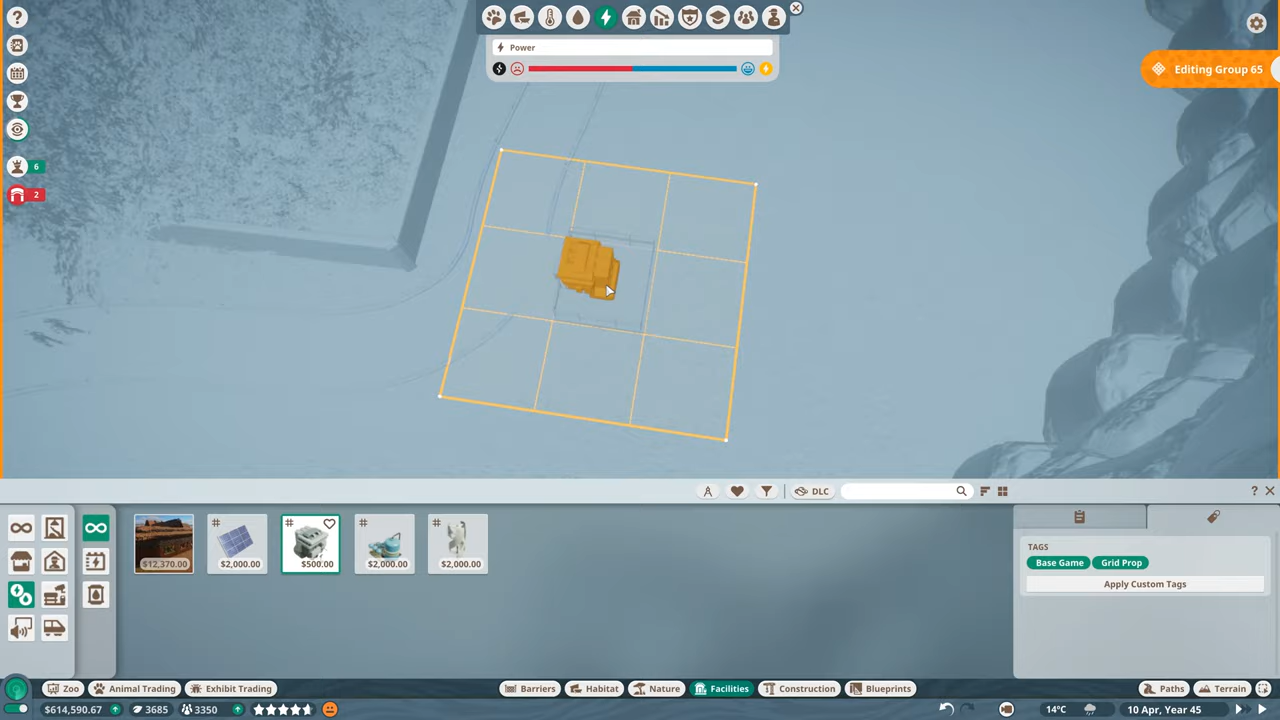 Power
Editing Group 65
6
2
DLC
$12,370.00
$2,000.00
$500.00
$2,000.00
$2,000.00
TAGS
Base Game
Grid Prop
Apply Custom Tags
Zoo
Animal Trading
Exhibit Trading
Barriers
Habitat
Nature
Facilities
Construction
Blueprints
Paths
Terrain
$614,590.67
3685
3350
14°C
10 Apr, Year 45